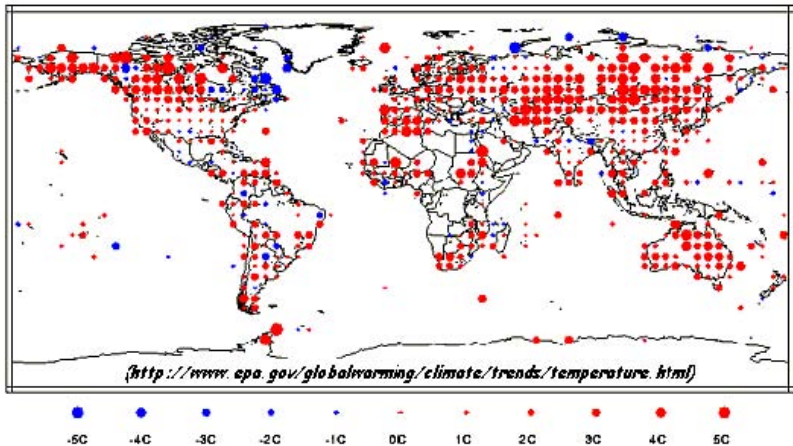 (http://www.epa.gov/globalwarming/climate/trends/temperature.html)
-5C -4C -3C -2C -1C 0C 1C 2C 3C 4C 5C